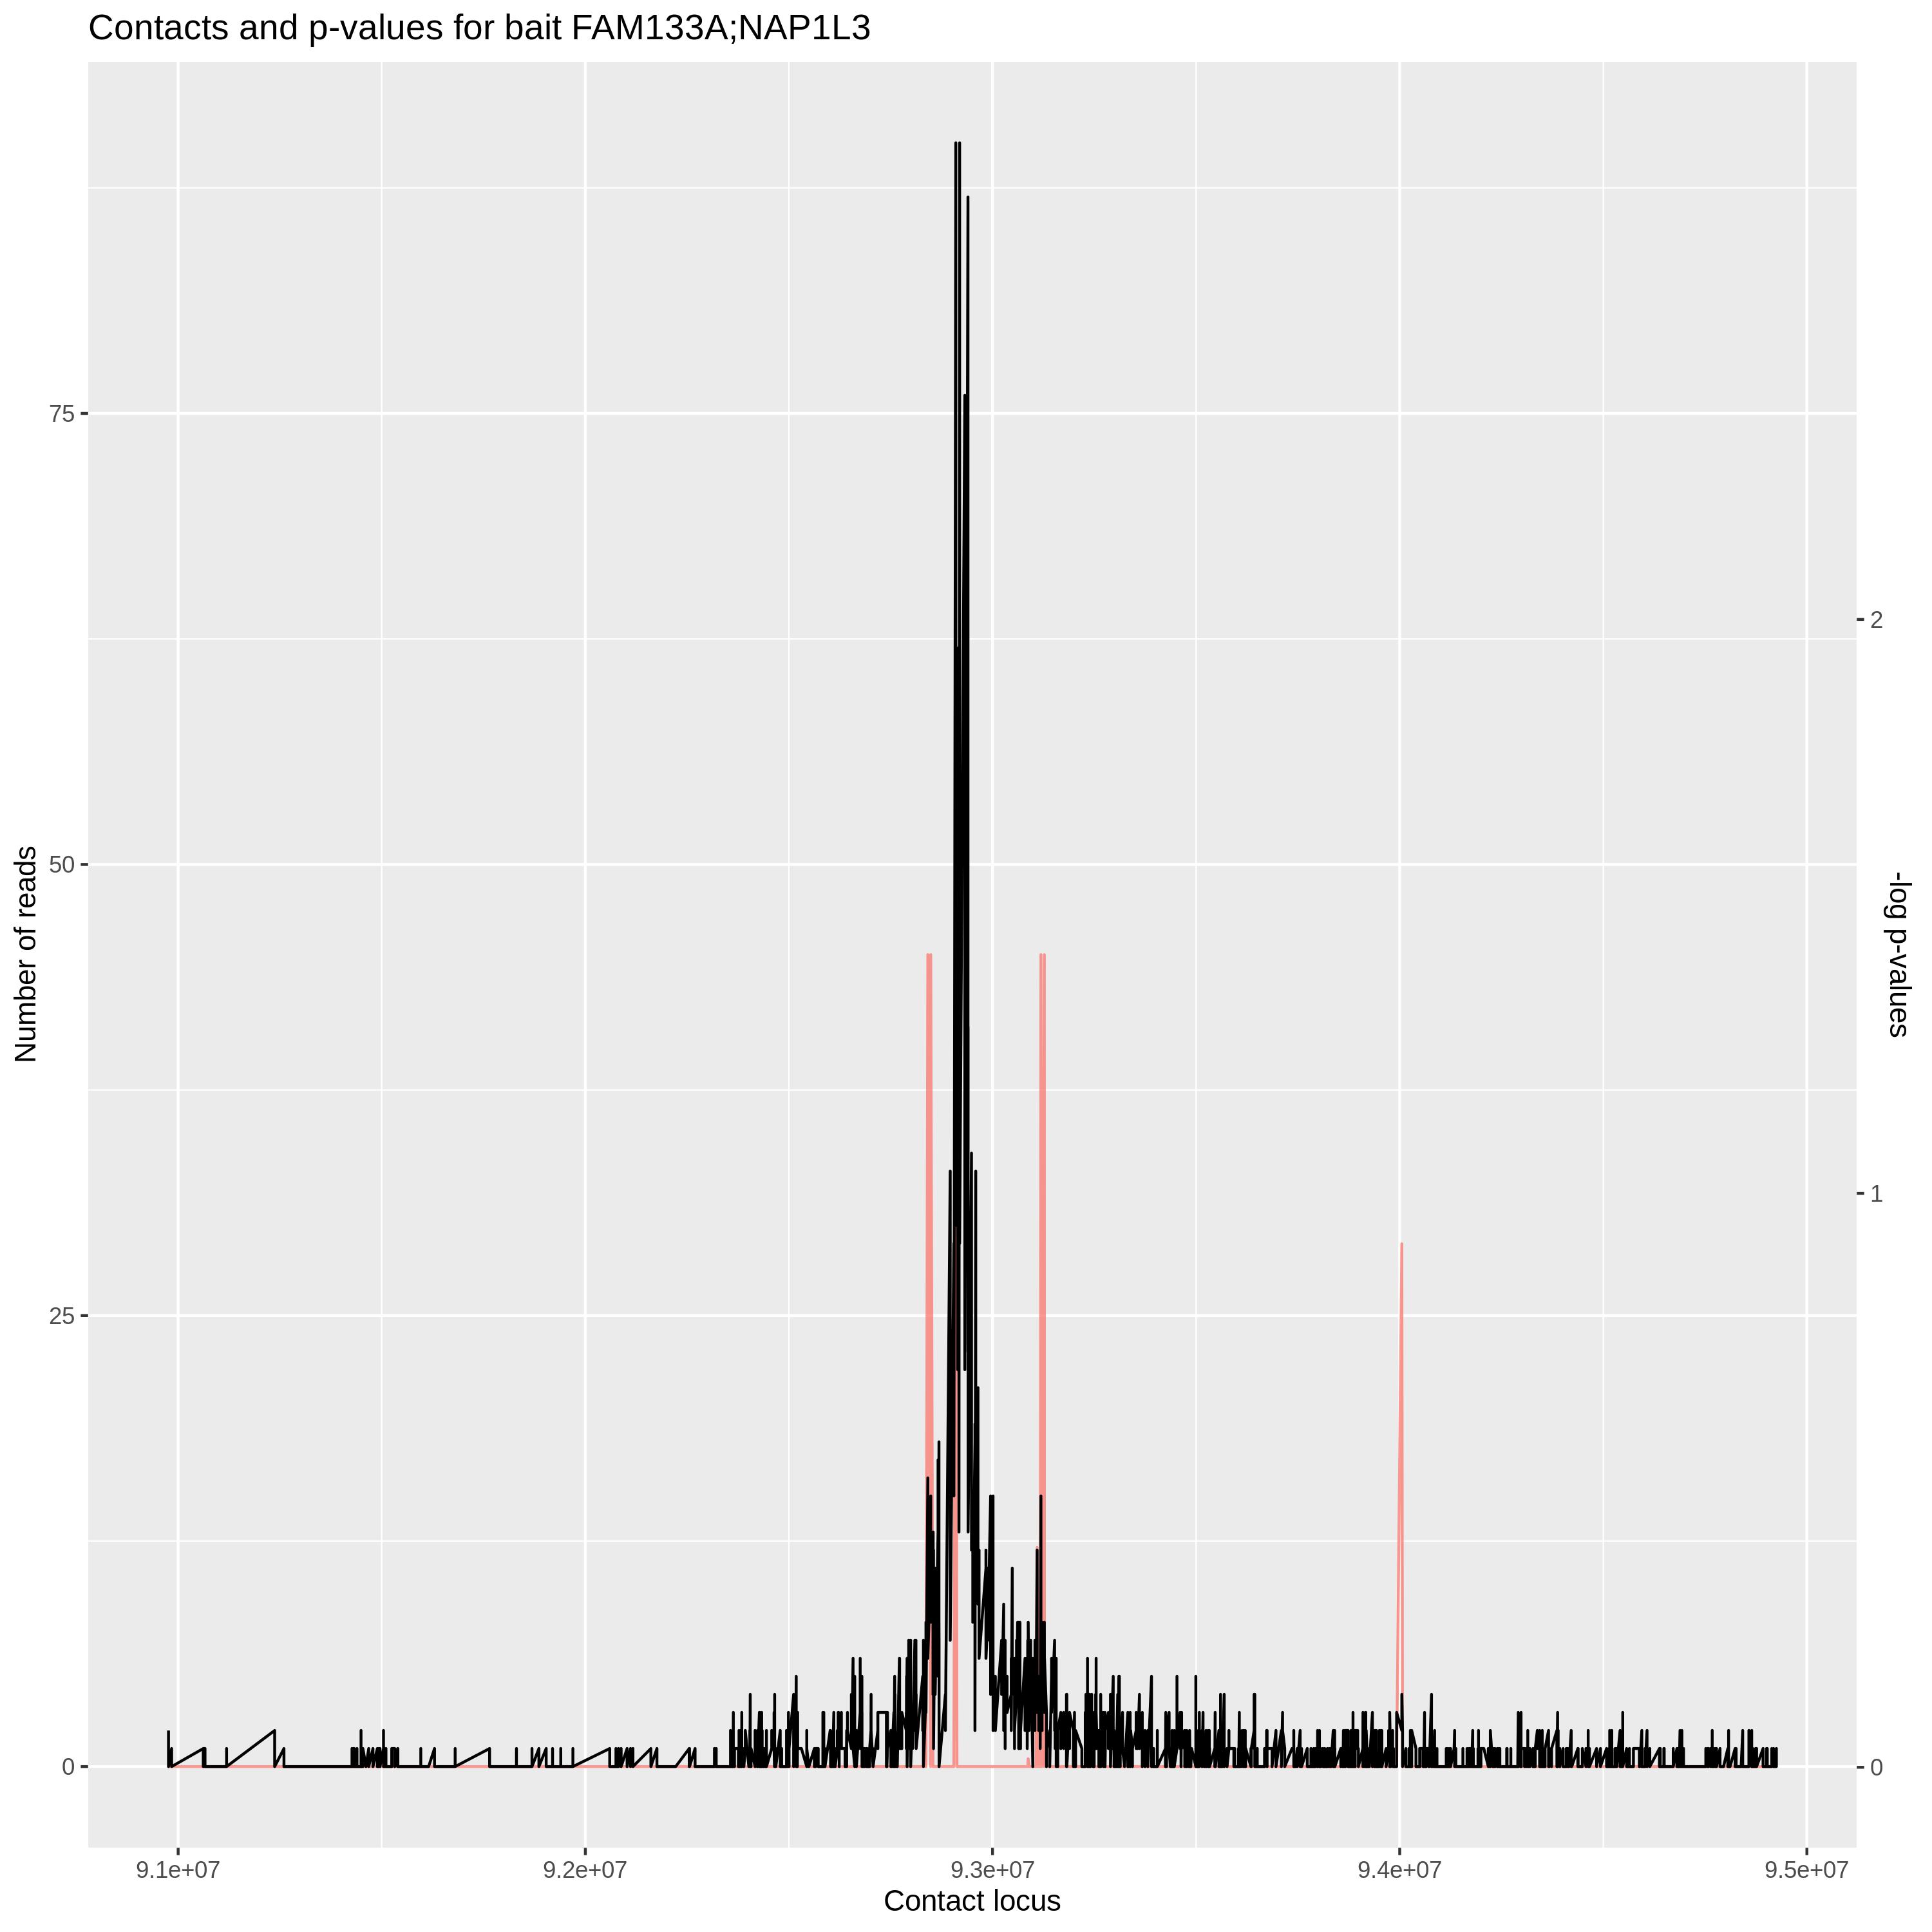 Contacts and p-values for bait FAM133A;NAP1L3
75
50
25
0
Number of reads
2
1
0
-log p-values
9.1e+07 9.2e+07 9.3e+07 9.4e+07 9.5e+07
Contact locus